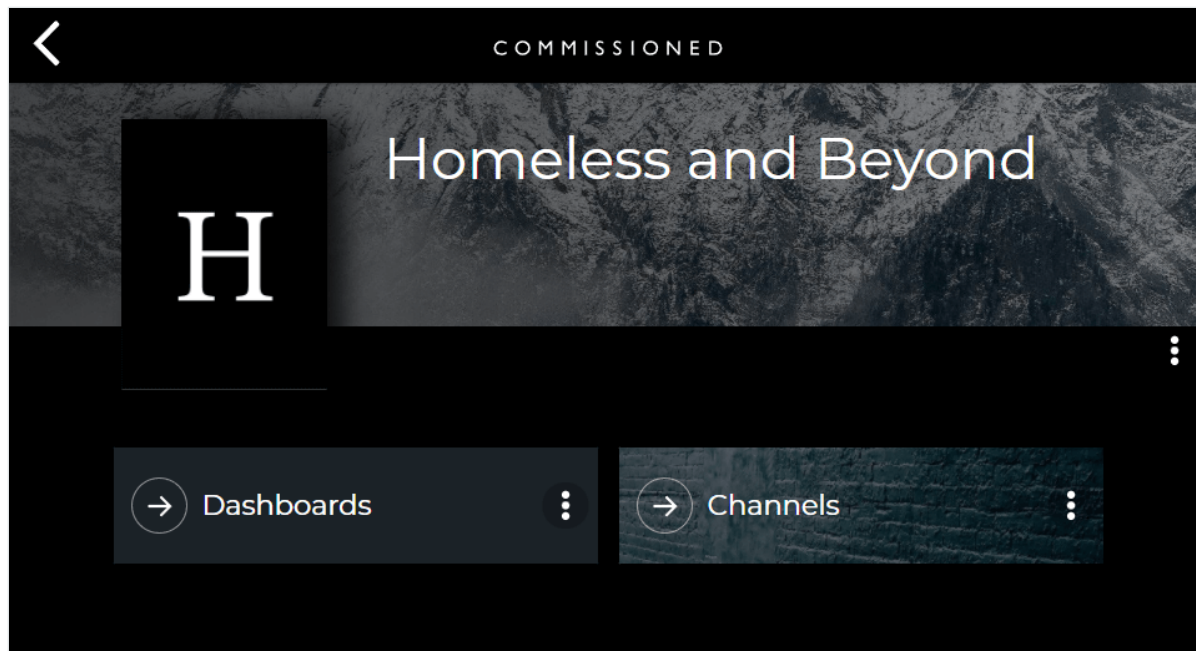 COMMISSIONED
Homeless and Beyond
H
Dashboards
Channels